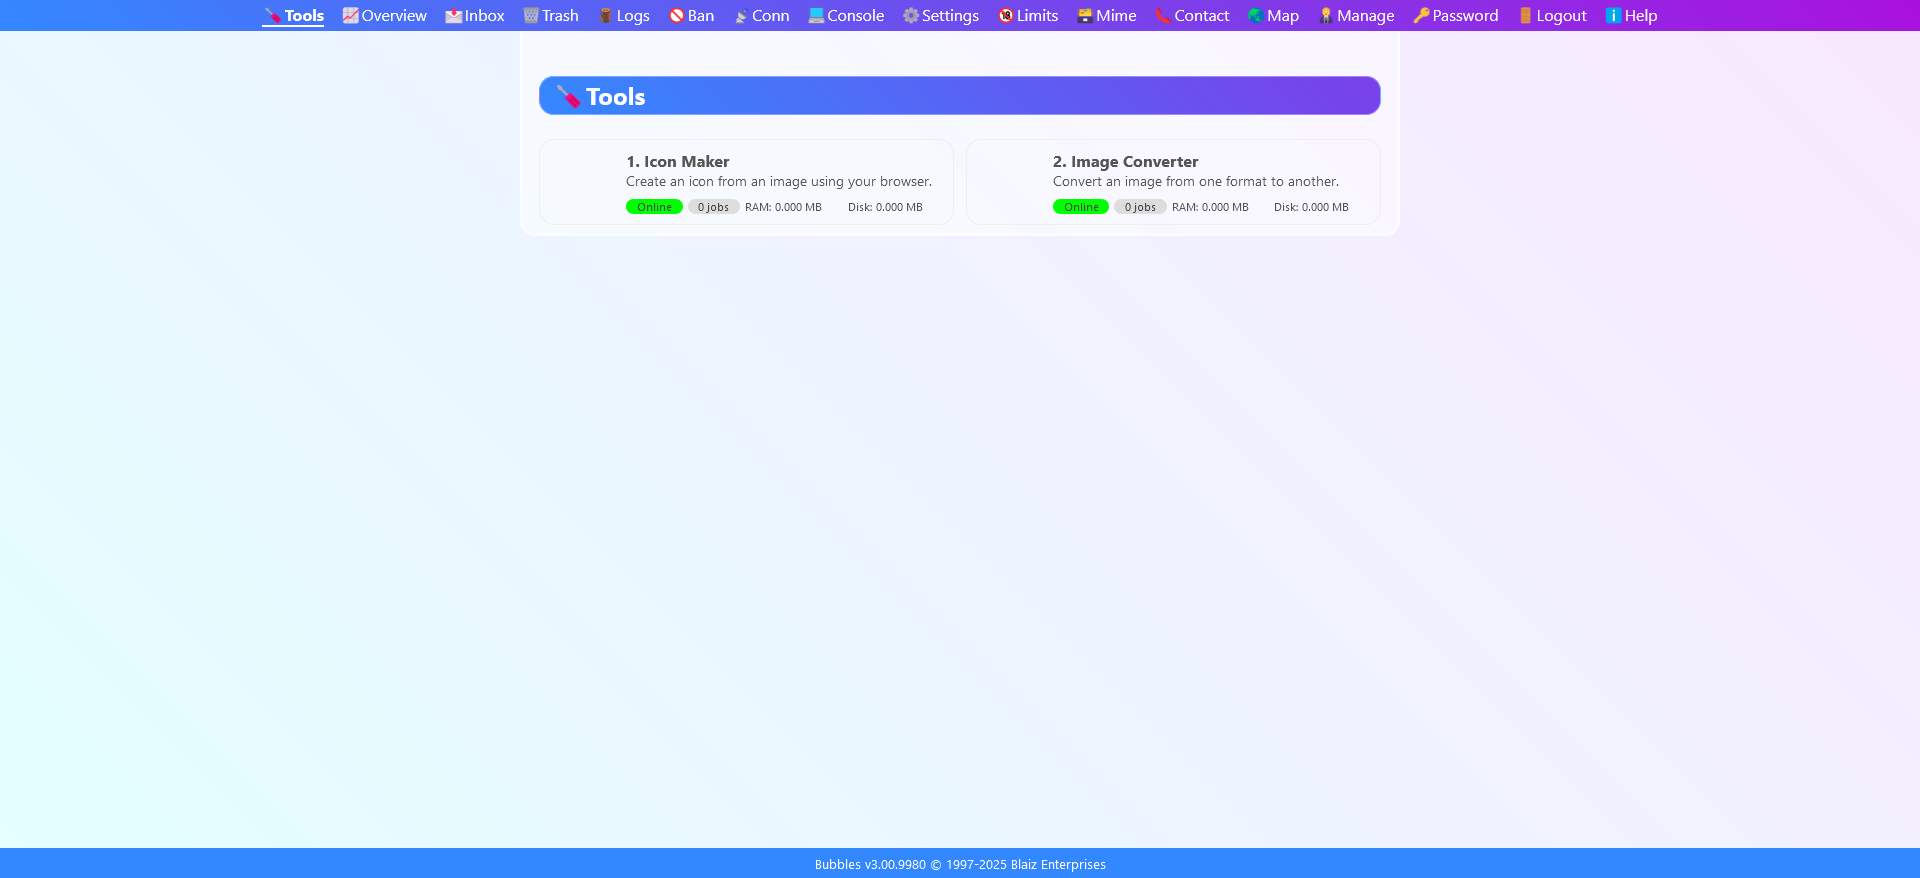 Tools Overview Inbox Trash Logs Ban Conn Console Settings Limits Mime Contact Map Manage Password Logout Help
Tools
1. Icon Maker
Create an icon from an image using your browser.
Online 0 jobs RAM: 0.000 MB Disk: 0.000 MB
2. Image Converter
Convert an image from one format to another.
Online 0 jobs RAM: 0.000 MB Disk: 0.000 MB
Bubbles v3.00.9980 © 1997-2025 Blaiz Enterprises